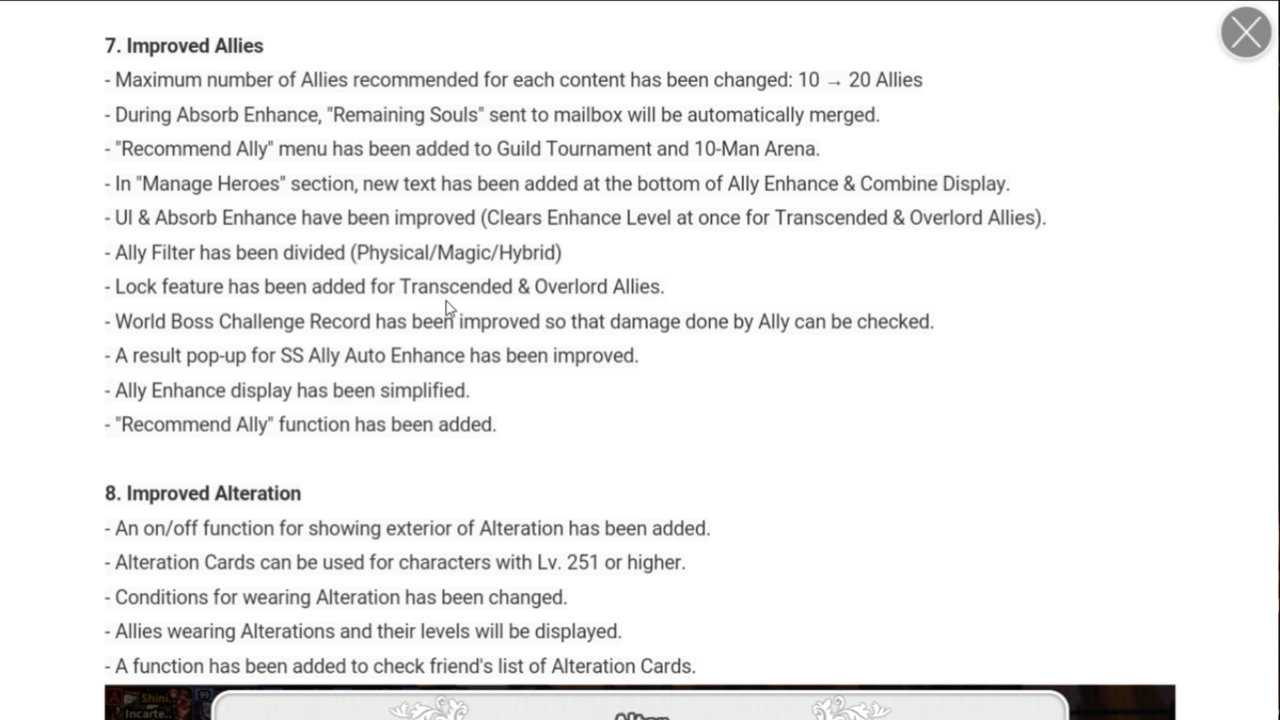 7. Improved Allies
- Maximum number of Allies recommended for each content has been changed: 10 → 20 Allies
- During Absorb Enhance, "Remaining Souls" sent to mailbox will be automatically merged.
- "Recommend Ally" menu has been added to Guild Tournament and 10-Man Arena.
- In "Manage Heroes" section, new text has been added at the bottom of Ally Enhance & Combine Display.
- UI & Absorb Enhance have been improved (Clears Enhance Level at once for Transcended & Overlord Allies).
- Ally Filter has been divided (Physical/Magic/Hybrid)
- Lock feature has been added for Transcended & Overlord Allies.
- World Boss Challenge Record has been improved so that damage done by Ally can be checked.
- A result pop-up for SS Ally Auto Enhance has been improved.
- Ally Enhance display has been simplified.
- "Recommend Ally" function has been added.
8. Improved Alteration
- An on/off function for showing exterior of Alteration has been added.
- Alteration Cards can be used for characters with Lv. 251 or higher.
- Conditions for wearing Alteration has been changed.
- Allies wearing Alterations and their levels will be displayed.
- A function has been added to check friend's list of Alteration Cards.
Shini..
Incarte..